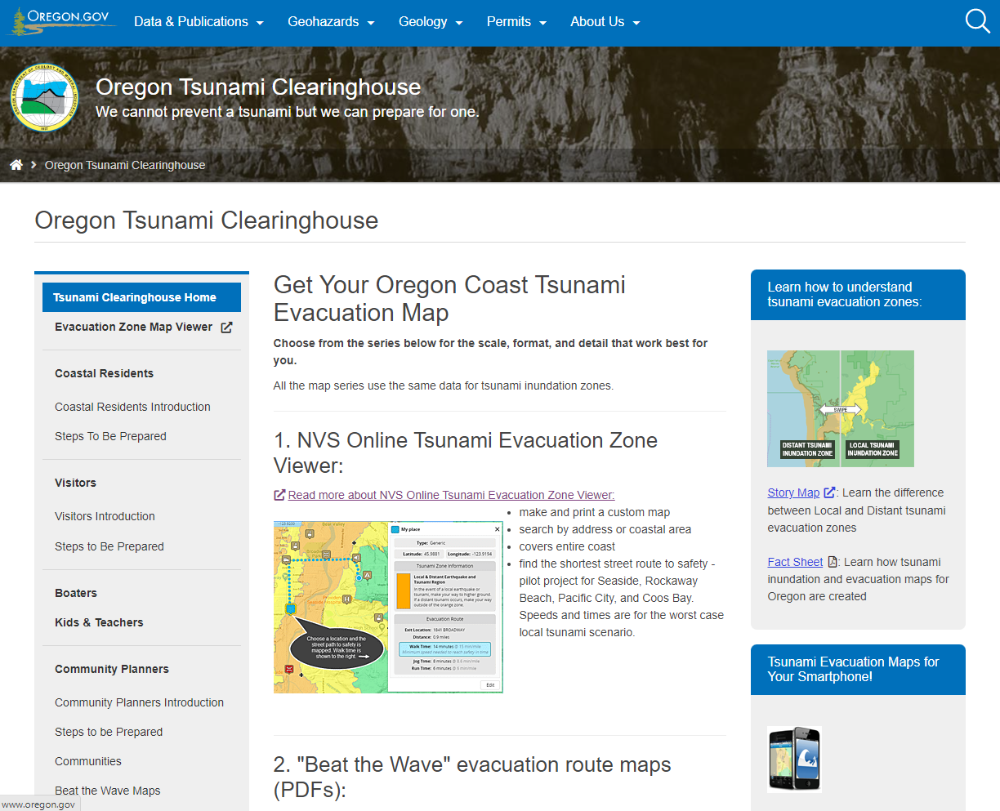 OREGON.GOV
Data & Publications
Geohazards
Geology
Permits
About Us
Oregon Tsunami Clearinghouse
We cannot prevent a tsunami but we can prepare for one.
Oregon Tsunami Clearinghouse
Oregon Tsunami Clearinghouse
Tsunami Clearinghouse Home
Evacuation Zone Map Viewer
Coastal Residents
Coastal Residents Introduction
Steps To Be Prepared
Visitors
Visitors Introduction
Steps to Be Prepared
Boaters
Kids & Teachers
Community Planners
Community Planners Introduction
Steps to be Prepared
Communities
Beat the Wave Maps
www.oregon.gov
Get Your Oregon Coast Tsunami
Evacuation Map
Choose from the series below for the scale, format, and detail that work best for
you.
All the map series use the same data for tsunami inundation zones.
1. NVS Online Tsunami Evacuation Zone
Viewer:
Read more about NVS Online Tsunami Evacuation Zone Viewer:
My place
Type: Generic
Latitude: 45.9881 Longitude: -123.9194
Tsunami Zone Information
Local & Distant Earthquake and
Tsunami Region
In the event of a local earthquake or
tsunami, make your way to higher ground.
If a distant tsunami occurs, make your way
outside of the orange zone.
Evacuation Route
Exit Location: 1841 BROADWAY
Distance: 0.9 miles
Walk Time: 14 minutes @ 15 min/mile
Minimum speed needed to reach safety in time
Jog Time: 8 minutes @ 8.6 min/mile
Run Time: 6 minutes @ 6 min/mile
Edit
Choose a location and the
street path to safety is
mapped. Walk time is
shown to the right.
make and print a custom map
search by address or coastal area
covers entire coast
find the shortest street route to safety -
pilot project for Seaside, Rockaway
Beach, Pacific City, and Coos Bay.
Speeds and times are for the worst case
local tsunami scenario.
2. "Beat the Wave" evacuation route maps
(PDFs):
Learn how to understand
tsunami evacuation zones:
SWIPE
DISTANT TSUNAMI
INUNDATION ZONE
LOCAL TSUNAMI
INUNDATION ZONE
Story Map : Learn the difference
between Local and Distant tsunami
evacuation zones
Fact Sheet : Learn how tsunami
inundation and evacuation maps for
Oregon are created
Tsunami Evacuation Maps for
Your Smartphone!